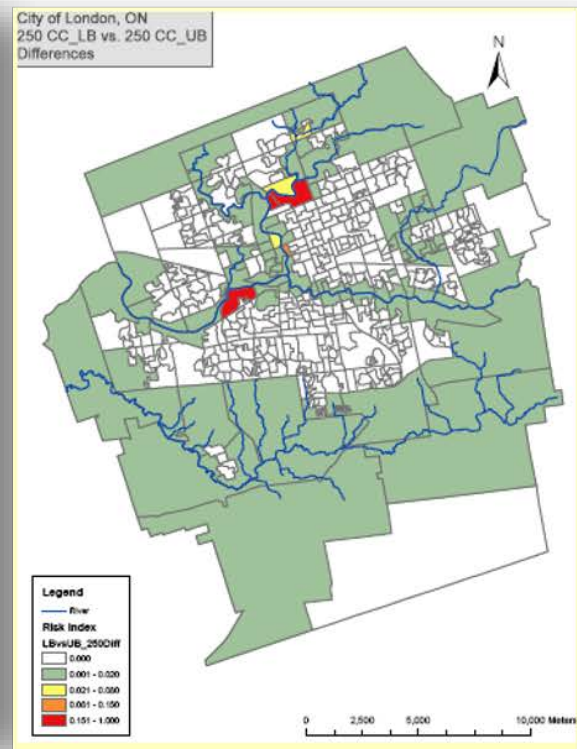 City of London, ON
250 CC_LB vs. 250 CC_UB
Differences
N
Legend
River
Risk Index
LBvsUB_250Diff
0.000
0.001 - 0.020
0.021 - 0.080
0.081 - 0.150
0.151 - 1.000
0 2,500 5,000 10,000 Meters